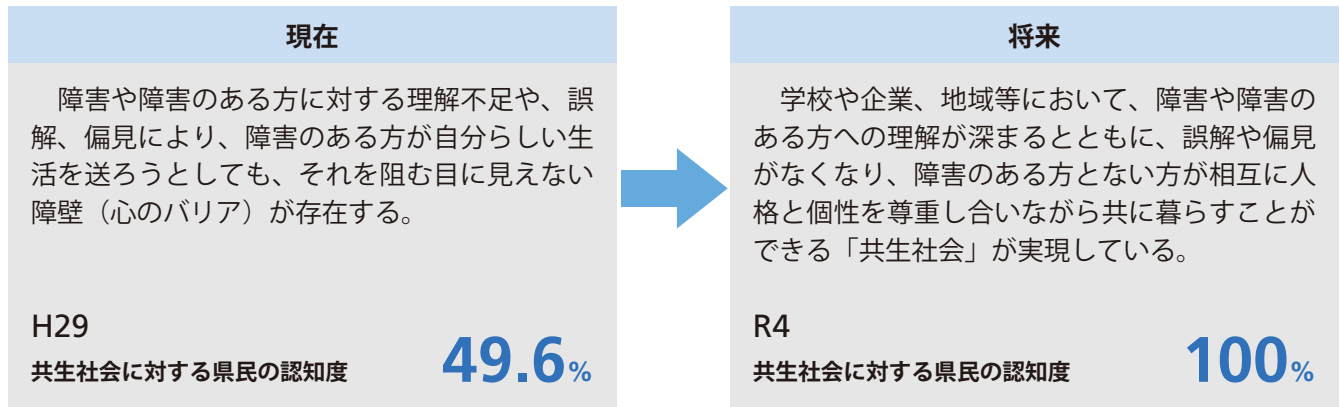 現在
障害や障害のある方に対する理解不足や、誤
解、偏見により、障害のある方が自分らしい生
活を送ろうとしても、それを阻む目に見えない
障壁（心のバリア）が存在する。
H29
共生社会に対する県民の認知度 49.6%
将来
学校や企業、地域等において、障害や障害の
ある方への理解が深まるとともに、誤解や偏見
がなくなり、障害のある方とない方が相互に人
格と個性を尊重し合いながら共に暮らすことが
できる「共生社会」が実現している。
R4
共生社会に対する県民の認知度 100%